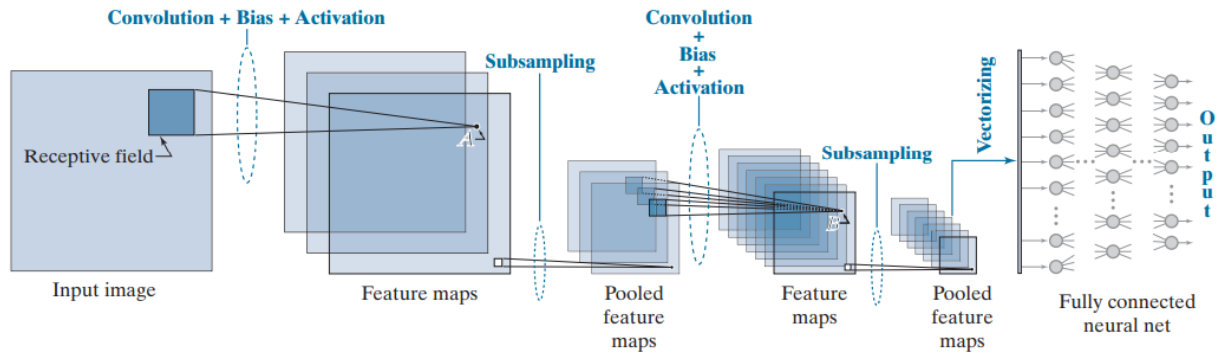 Convolution + Bias + Activation
Subsampling
Convolution
+
Bias
+
Activation
Subsampling
Vectorizing
Output
Receptive field
A
B
Input image
Feature maps
Pooled
feature
maps
Feature
maps
Pooled
feature
maps
Fully connected
neural net